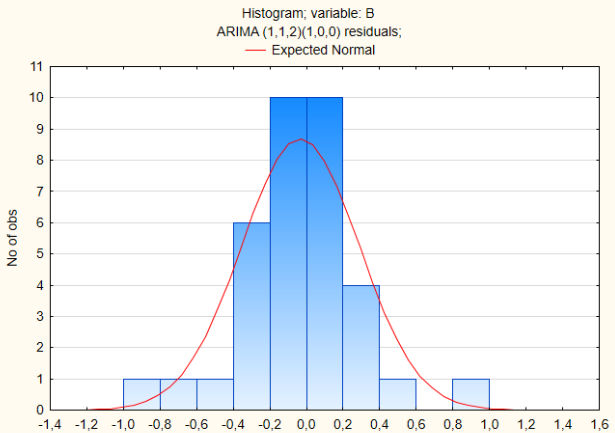 Histogram; variable: B
ARIMA (1,1,2)(1,0,0) residuals;
Expected Normal
11
10
9
8
7
6
5
4
3
2
1
0
No of obs
-1,4 -1,2 -1,0 -0,8 -0,6 -0,4 -0,2 0,0 0,2 0,4 0,6 0,8 1,0 1,2 1,4 1,6